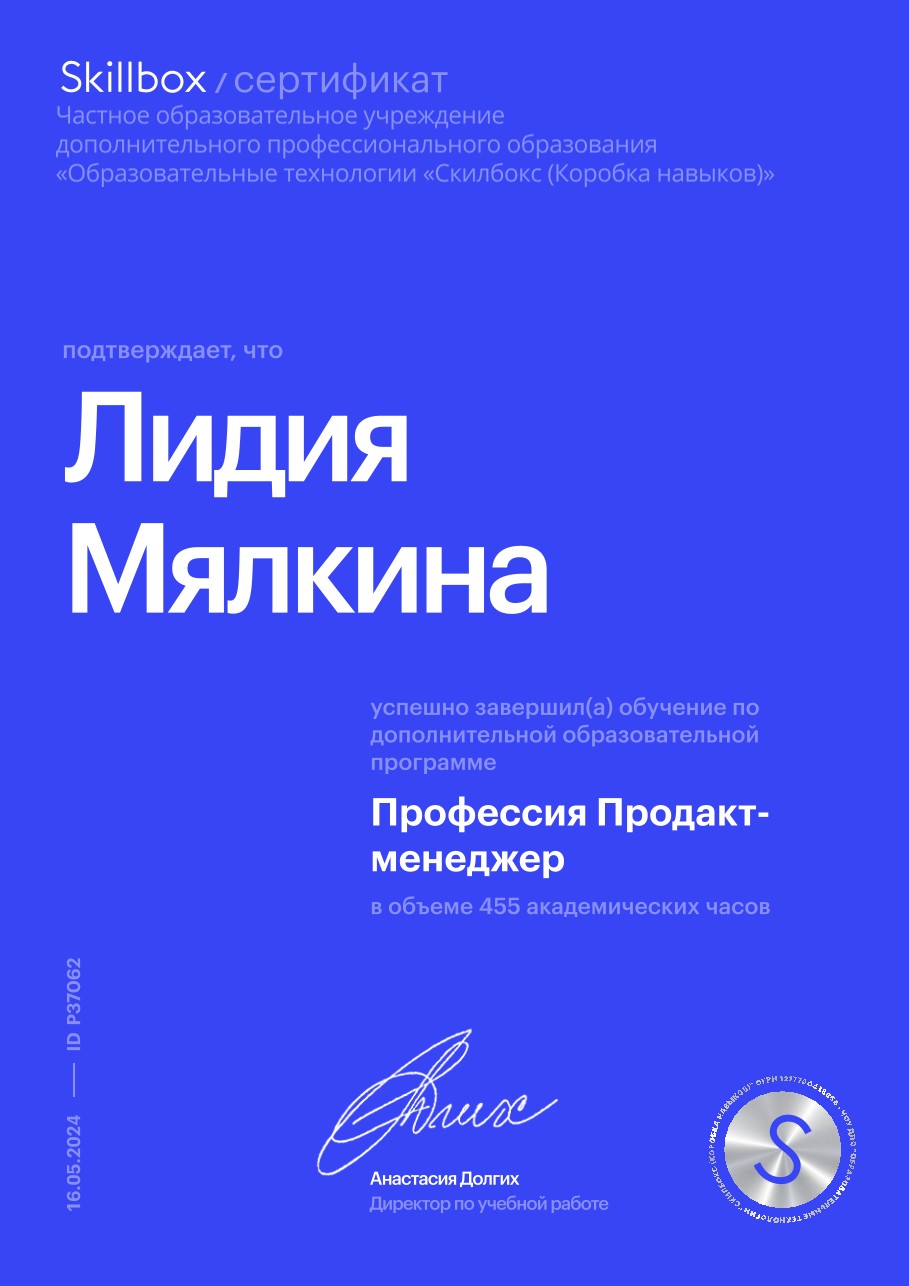 Skillbox / сертификат
Частное образовательное учреждение
дополнительного профессионального образования
«Образовательные технологии «Скилбокс (Коробка навыков)»
подтверждает, что
Лидия
Мялкина
успешно завершил(а) обучение по
дополнительной образовательной
программе
Профессия Продакт-
менеджер
в объеме 455 академических часов
16.05.2024 — ID P37062
Анастасия Долгих
Директор по учебной работе
S